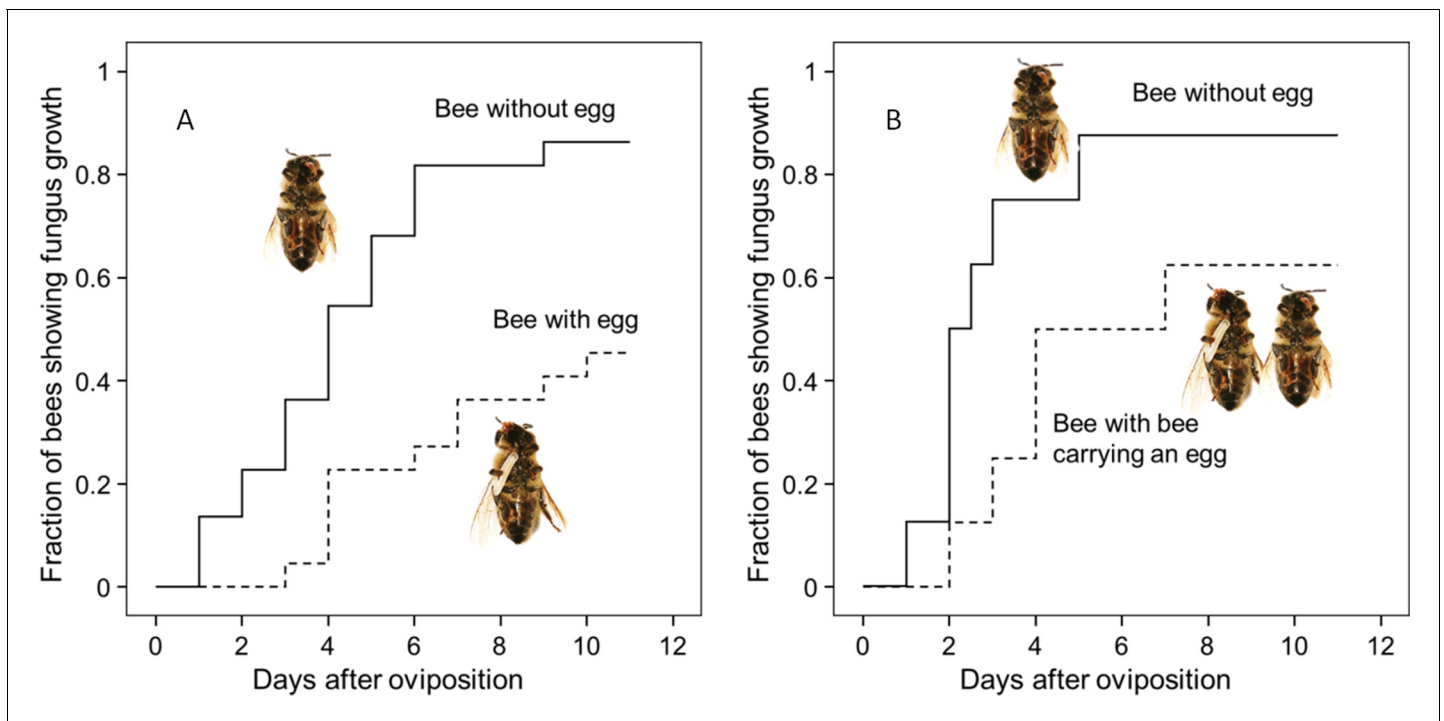 A
Bee without egg
Bee with egg
Fraction of bees showing fungus growth
1
0.8
0.6
0.4
0.2
0
0
2
4
6
8
10
12
Days after oviposition
B
Bee without egg
Bee with bee
carrying an egg
Fraction of bees showing fungus growth
1
0.8
0.6
0.4
0.2
0
0
2
4
6
8
10
12
Days after oviposition